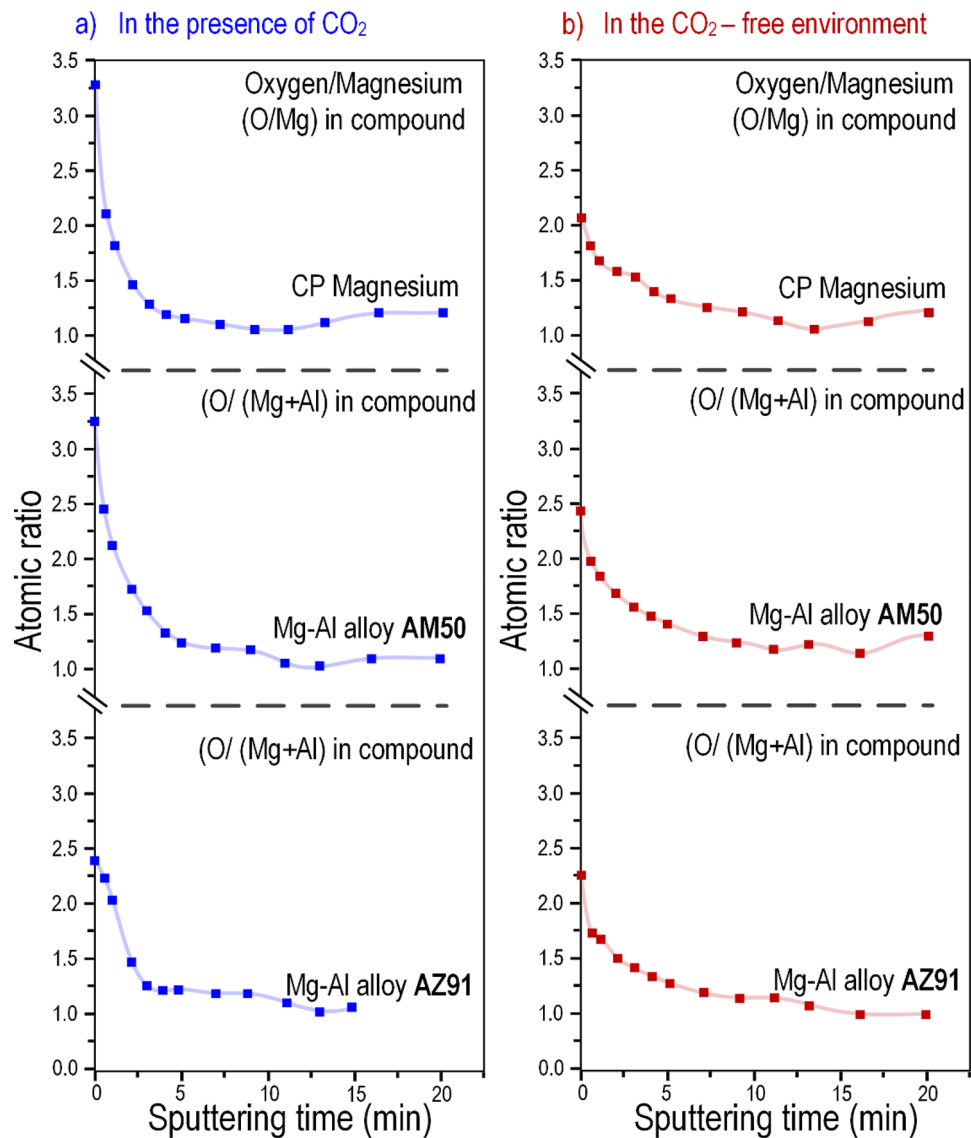 a) In the presence of CO₂
b) In the CO₂ – free environment
Atomic ratio
3.5
3.0
2.5
2.0
1.5
1.0
Oxygen/Magnesium
(O/Mg) in compound
CP Magnesium
3.5
3.0
2.5
2.0
1.5
1.0
(O/ (Mg+Al) in compound
Mg-Al alloy AM50
3.5
3.0
2.5
2.0
1.5
1.0
0.0
(O/ (Mg+Al) in compound
Mg-Al alloy AZ91
0 5 10 15 20
Sputtering time (min)
Atomic ratio
3.5
3.0
2.5
2.0
1.5
1.0
Oxygen/Magnesium
(O/Mg) in compound
CP Magnesium
3.5
3.0
2.5
2.0
1.5
1.0
(O/ (Mg+Al) in compound
Mg-Al alloy AM50
3.5
3.0
2.5
2.0
1.5
1.0
0.0
(O/ (Mg+Al) in compound
Mg-Al alloy AZ91
0 5 10 15 20
Sputtering time (min)